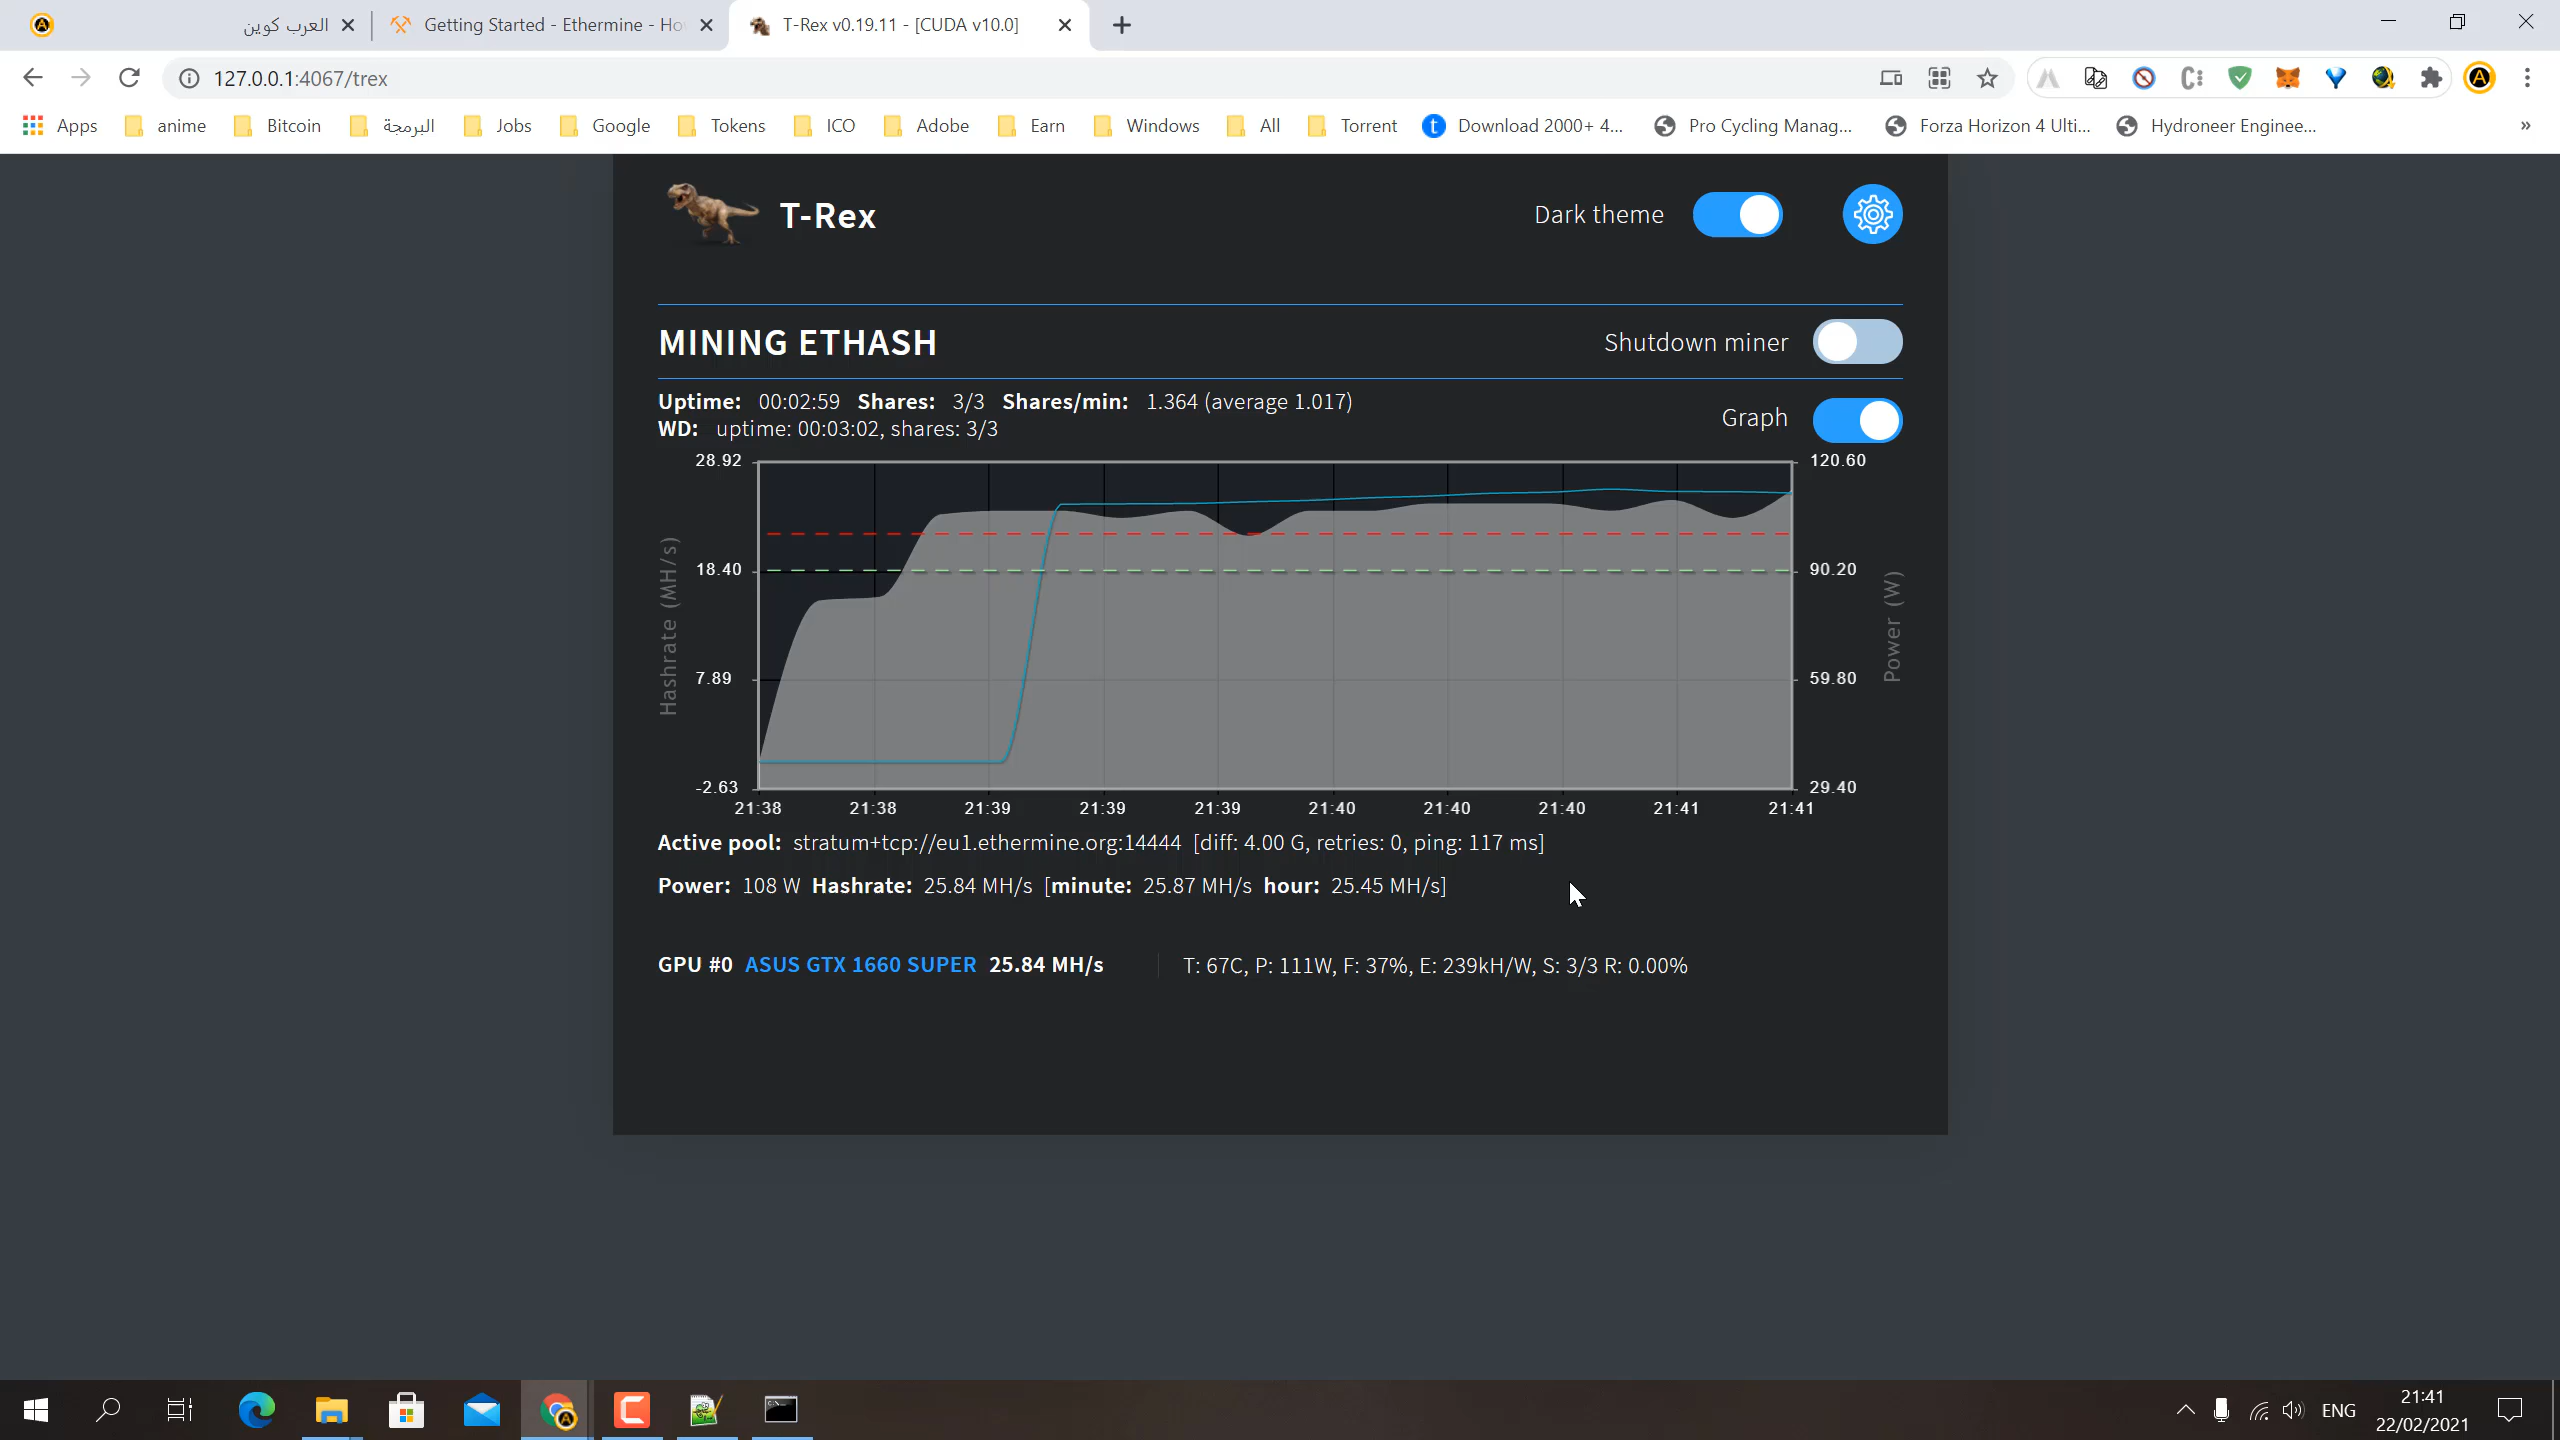 العرب كوين
Getting Started - Ethermine - Ho
T-Rex v0.19.11 - [CUDA v10.0]
127.0.0.1:4067/trex
Apps anime Bitcoin البرمجة Jobs Google Tokens ICO Adobe Earn Windows All Torrent Download 2000+ 4... Pro Cycling Manag... Forza Horizon 4 Ulti... Hydroneer Enginee... »
T-Rex
Dark theme
MINING ETHASH
Shutdown miner
Uptime: 00:02:59 Shares: 3/3 Shares/min: 1.364 (average 1.017)
WD: uptime: 00:03:02, shares: 3/3
Graph
28.92
18.40
7.89
-2.63
Hashrate (MH/s)
120.60
90.20
59.80
29.40
Power (W)
21:38 21:38 21:39 21:39 21:39 21:40 21:40 21:40 21:41 21:41
Active pool: stratum+tcp://eu1.ethermine.org:14444 [diff: 4.00 G, retries: 0, ping: 117 ms]
Power: 108 W Hashrate: 25.84 MH/s [minute: 25.87 MH/s hour: 25.45 MH/s]
GPU #0 ASUS GTX 1660 SUPER 25.84 MH/s T: 67C, P: 111W, F: 37%, E: 239kH/W, S: 3/3 R: 0.00%
ENG
21:41
22/02/2021